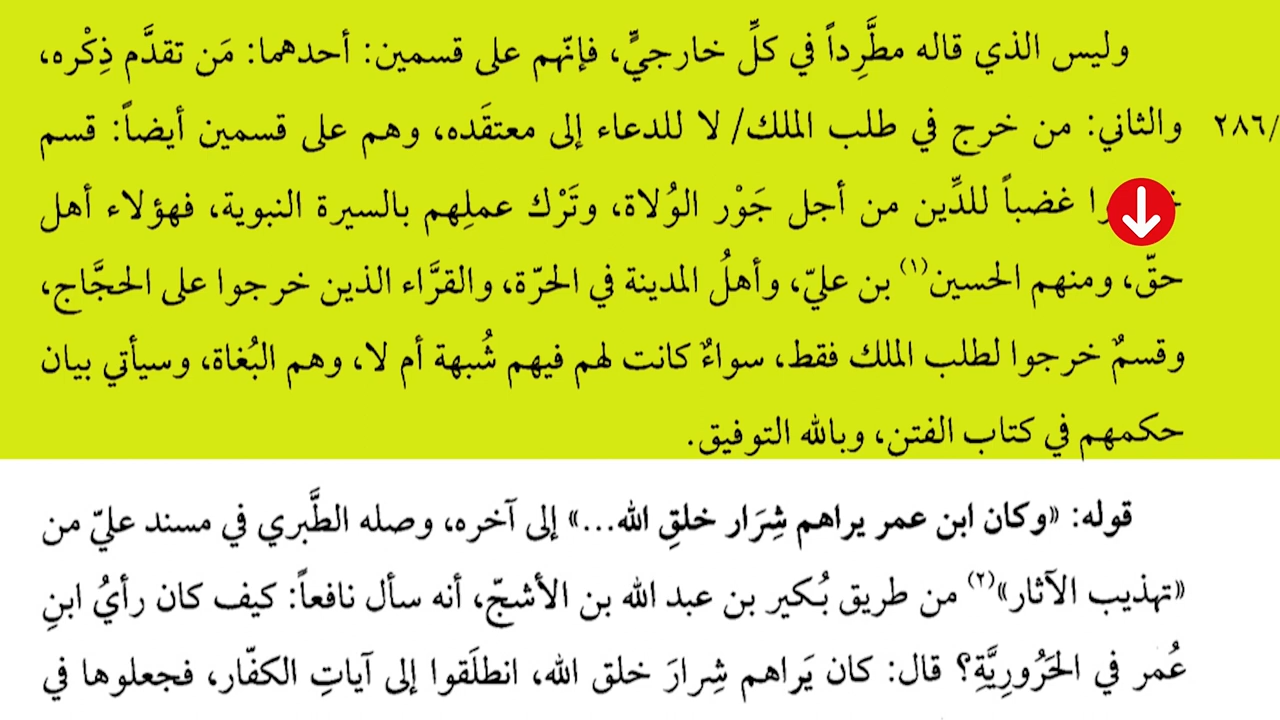 وليس الذي قاله مطَّرِداً في كلِّ خارجيٍّ، فإنّهم على قسمين: أحدهما: مَن تقدَّم ذِكْره،
والثاني: من خرج في طلب الملك/ لا للدعاء إلى معتقَده، وهم على قسمين أيضاً: قسم
٢٨٦/
غضباً للدِّين من أجل جَوْر الوُلاة، وتَرْك عملِهم بالسيرة النبوية، فهؤلاء أهل
حقّ، ومنهم الحسين(١) بن عليّ، وأهلُ المدينة في الحرّة، والقرَّاء الذين خرجوا على الحجَّاج،
وقسمٌ خرجوا لطلب الملك فقط، سواءٌ كانت لهم فيهم شُبهة أم لا، وهم البُغاة، وسيأتي بيان
حكمهم في كتاب الفتن، وبالله التوفيق.
قوله: «وكان ابن عمر يراهم شِرَار خلقِ الله...» إلى آخره، وصله الطَّبري في مسند عليّ من
«تهذيب الآثار»(٢) من طريق بُكير بن عبد الله بن الأشجّ، أنه سأل نافعاً: كيف كان رأيُ ابنِ
عُمر في الحَرُورِيَّةِ؟ قال: كان يَراهم شِرارَ خلق الله، انطلَقوا إلى آياتِ الكفّار، فجعلوها في